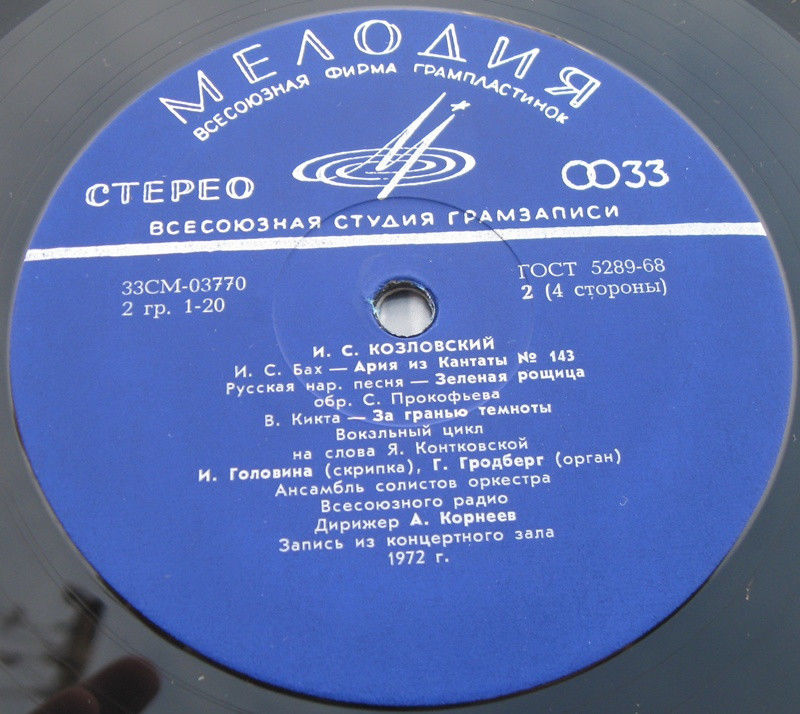 МЕЛОДИЯ
ВСЕСОЮЗНАЯ ФИРМА ГРАМПЛАСТИНОК
СТЕРЕО
33
ВСЕСОЮЗНАЯ СТУДИЯ ГРАМЗАПИСИ
33СМ-03770
2 гр. 1-20
ГОСТ 5289-68
2 (4 стороны)
И. С. КОЗЛОВСКИЙ
И. С. Бах — Ария из Кантаты № 143
Русская нар. песня — Зеленая рощица
обр. С. Прокофьева
В. Кикта — За гранью темноты
Вокальный цикл
на слова Я. Контковской
И. Головина (скрипка), Г. Гродберг (орган)
Ансамбль солистов оркестра
Всесоюзного радио
Дирижер А. Корнеев
Запись из концертного зала
1972 г.